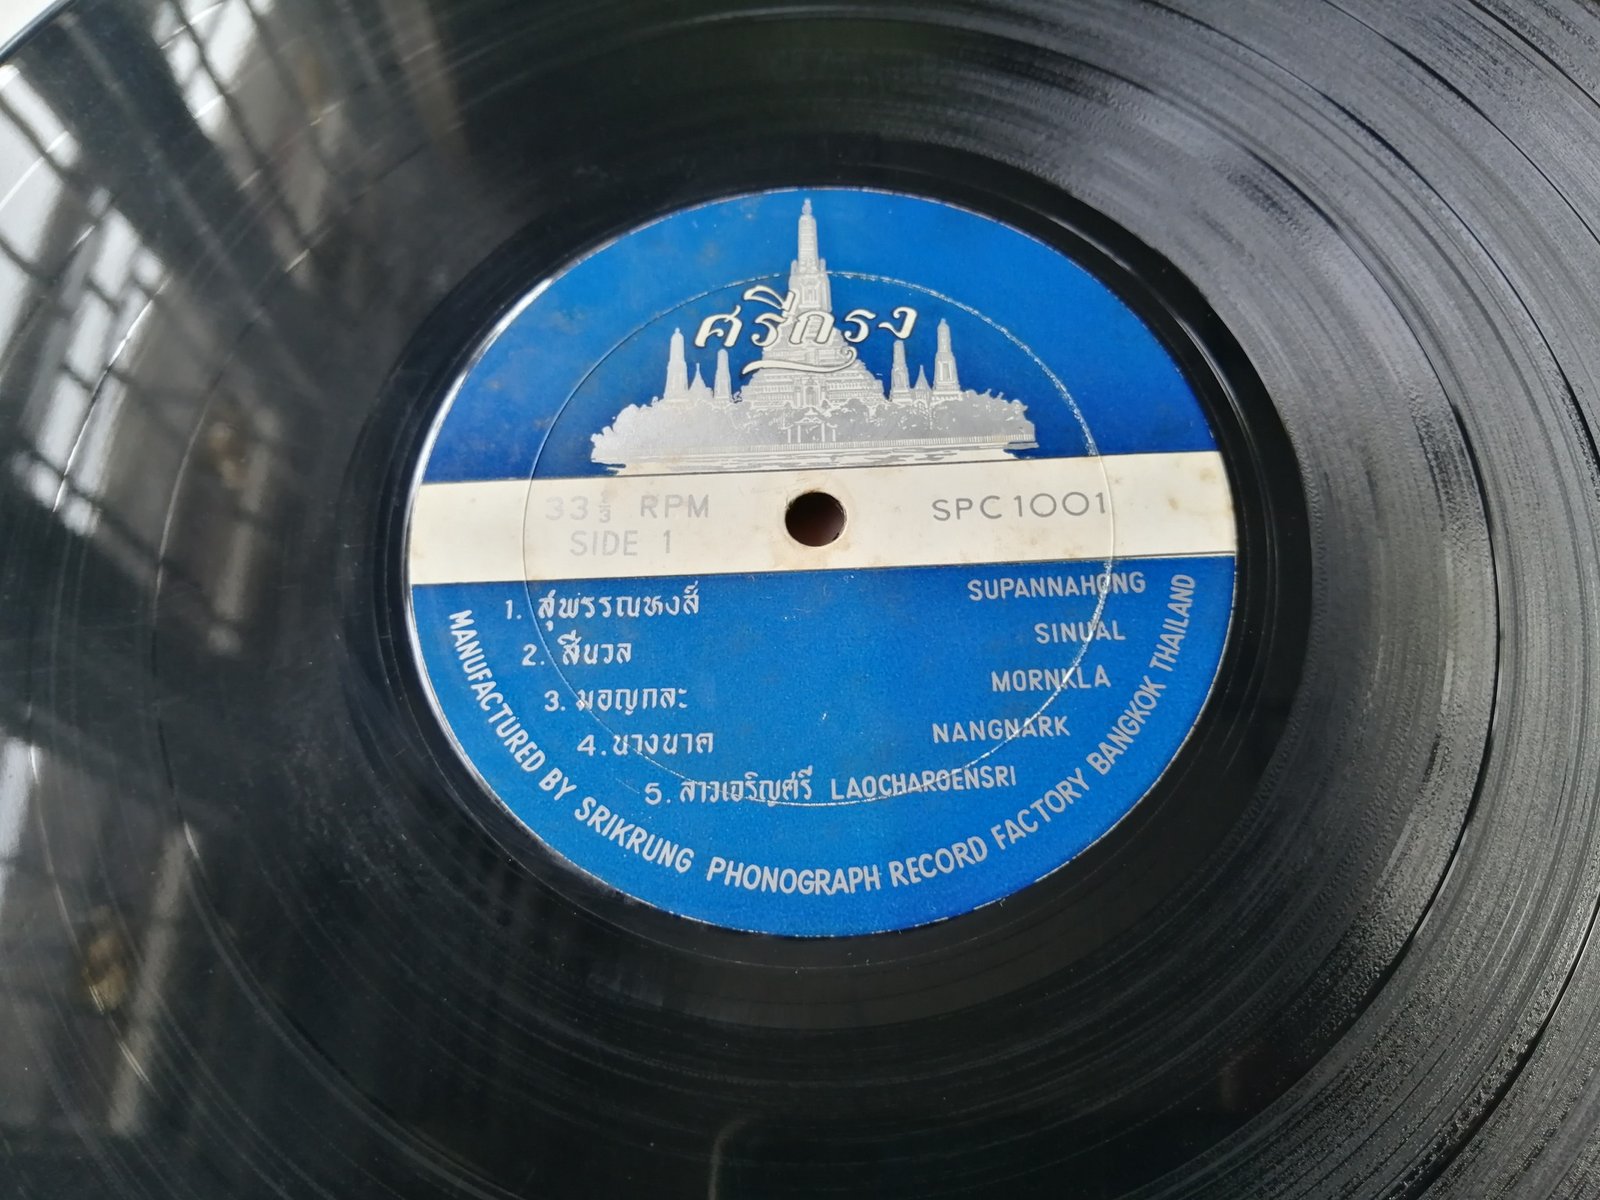 ศรีกรุง
33⅓ RPM SPC 1001
SIDE 1
1. สุพรรณหงส์ SUPANNAHONG
2. สีนวล SINUAL
3. มอญกละ MORNKLA
4. นางนาค NANGNARK
5. ลาวเจริญศรี LAOCHAROENSRI
MANUFACTURED BY SRIKRUNG PHONOGRAPH RECORD FACTORY BANGKOK THAILAND